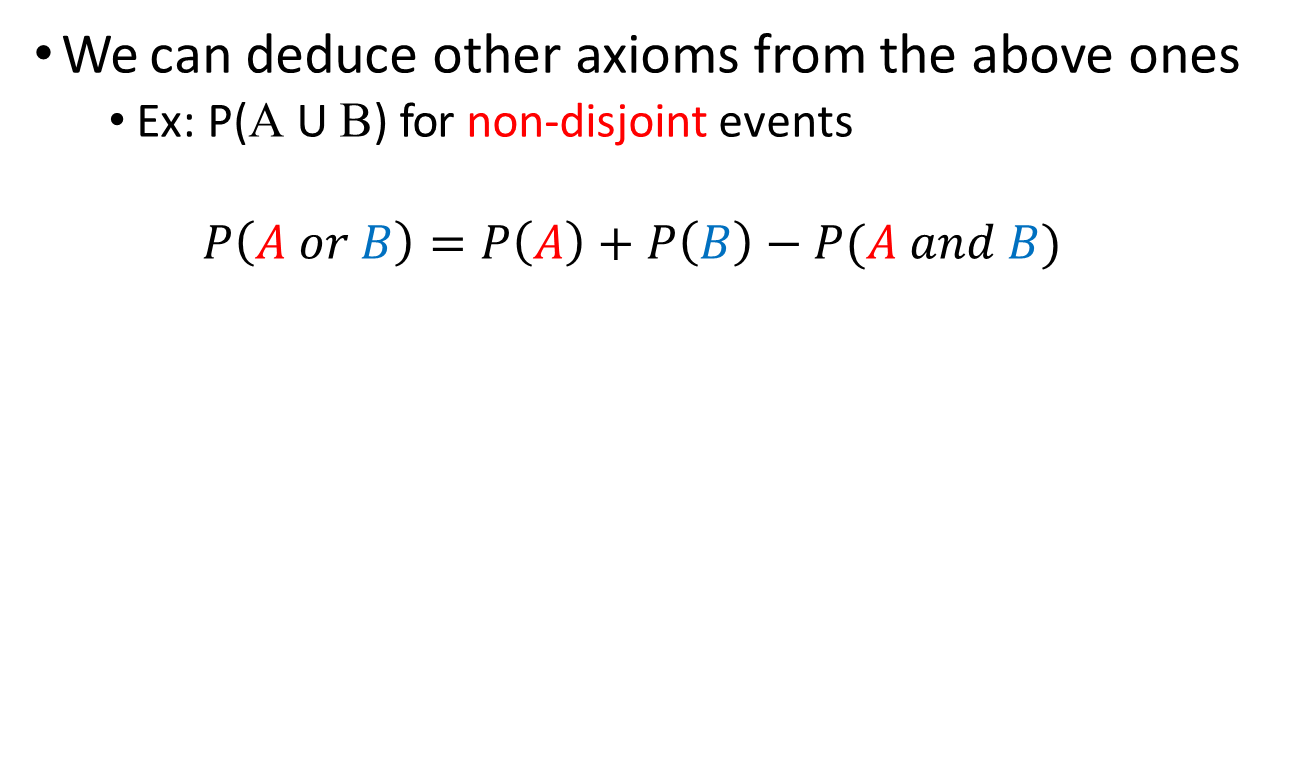 • We can deduce other axioms from the above ones
• Ex: P(A U B) for non-disjoint events
P(A or B) = P(A) + P(B) − P(A and B)